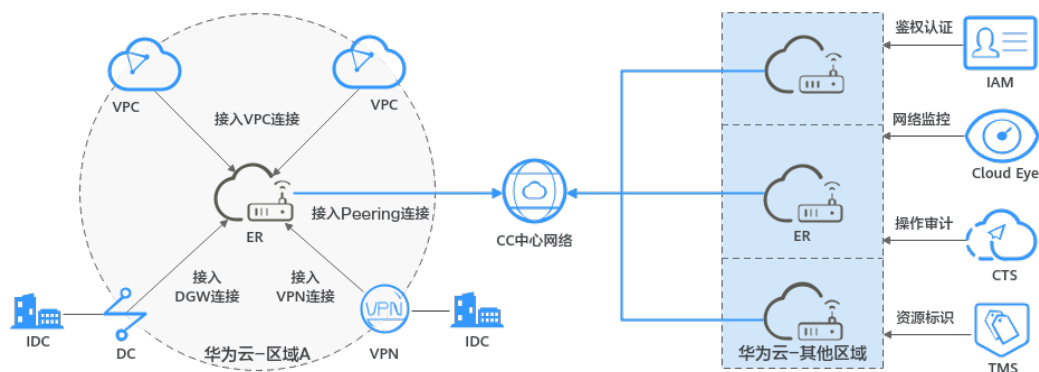 VPC
VPC
接入VPC连接
ER
接入Peering连接
接入
DGW连接
接入
VPN连接
IDC
DC
VPN
VPN
IDC
华为云-区域A
CC中心网络
ER
华为云-其他区域
鉴权认证
IAM
网络监控
Cloud Eye
操作审计
CTS
资源标识
TMS